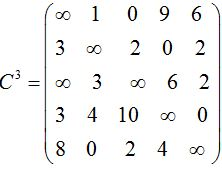 ∞ 1 0 9 6
3 ∞ 2 0 2
C³ = ∞ 3 ∞ 6 2
3 4 10 ∞ 0
8 0 2 4 ∞